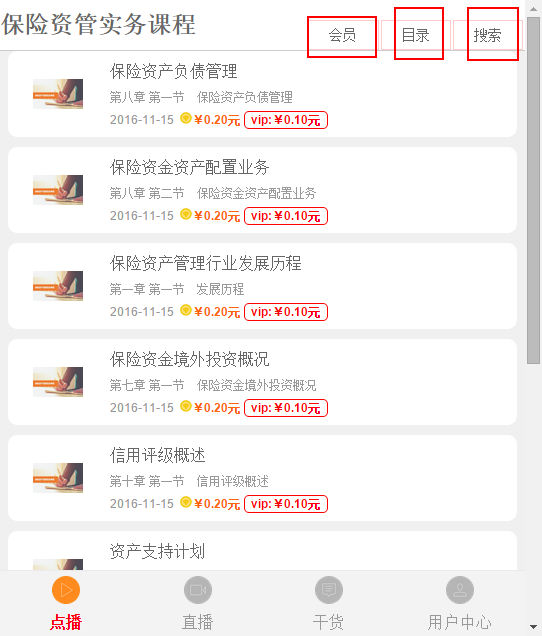 保险资管实务课程
会员 目录 搜索
保险资产负债管理
第八章 第一节 保险资产负债管理
2016-11-15 ¥0.20元 vip:¥0.10元
保险资金资产配置业务
第八章 第二节 保险资金资产配置业务
2016-11-15 ¥0.20元 vip:¥0.10元
保险资产管理行业发展历程
第一章 第一节 发展历程
2016-11-15 ¥0.20元 vip:¥0.10元
保险资金境外投资概况
第七章 第一节 保险资金境外投资概况
2016-11-15 ¥0.20元 vip:¥0.10元
信用评级概述
第十章 第一节 信用评级概述
2016-11-15 ¥0.20元 vip:¥0.10元
资产支持计划
点播 直播 干货 用户中心